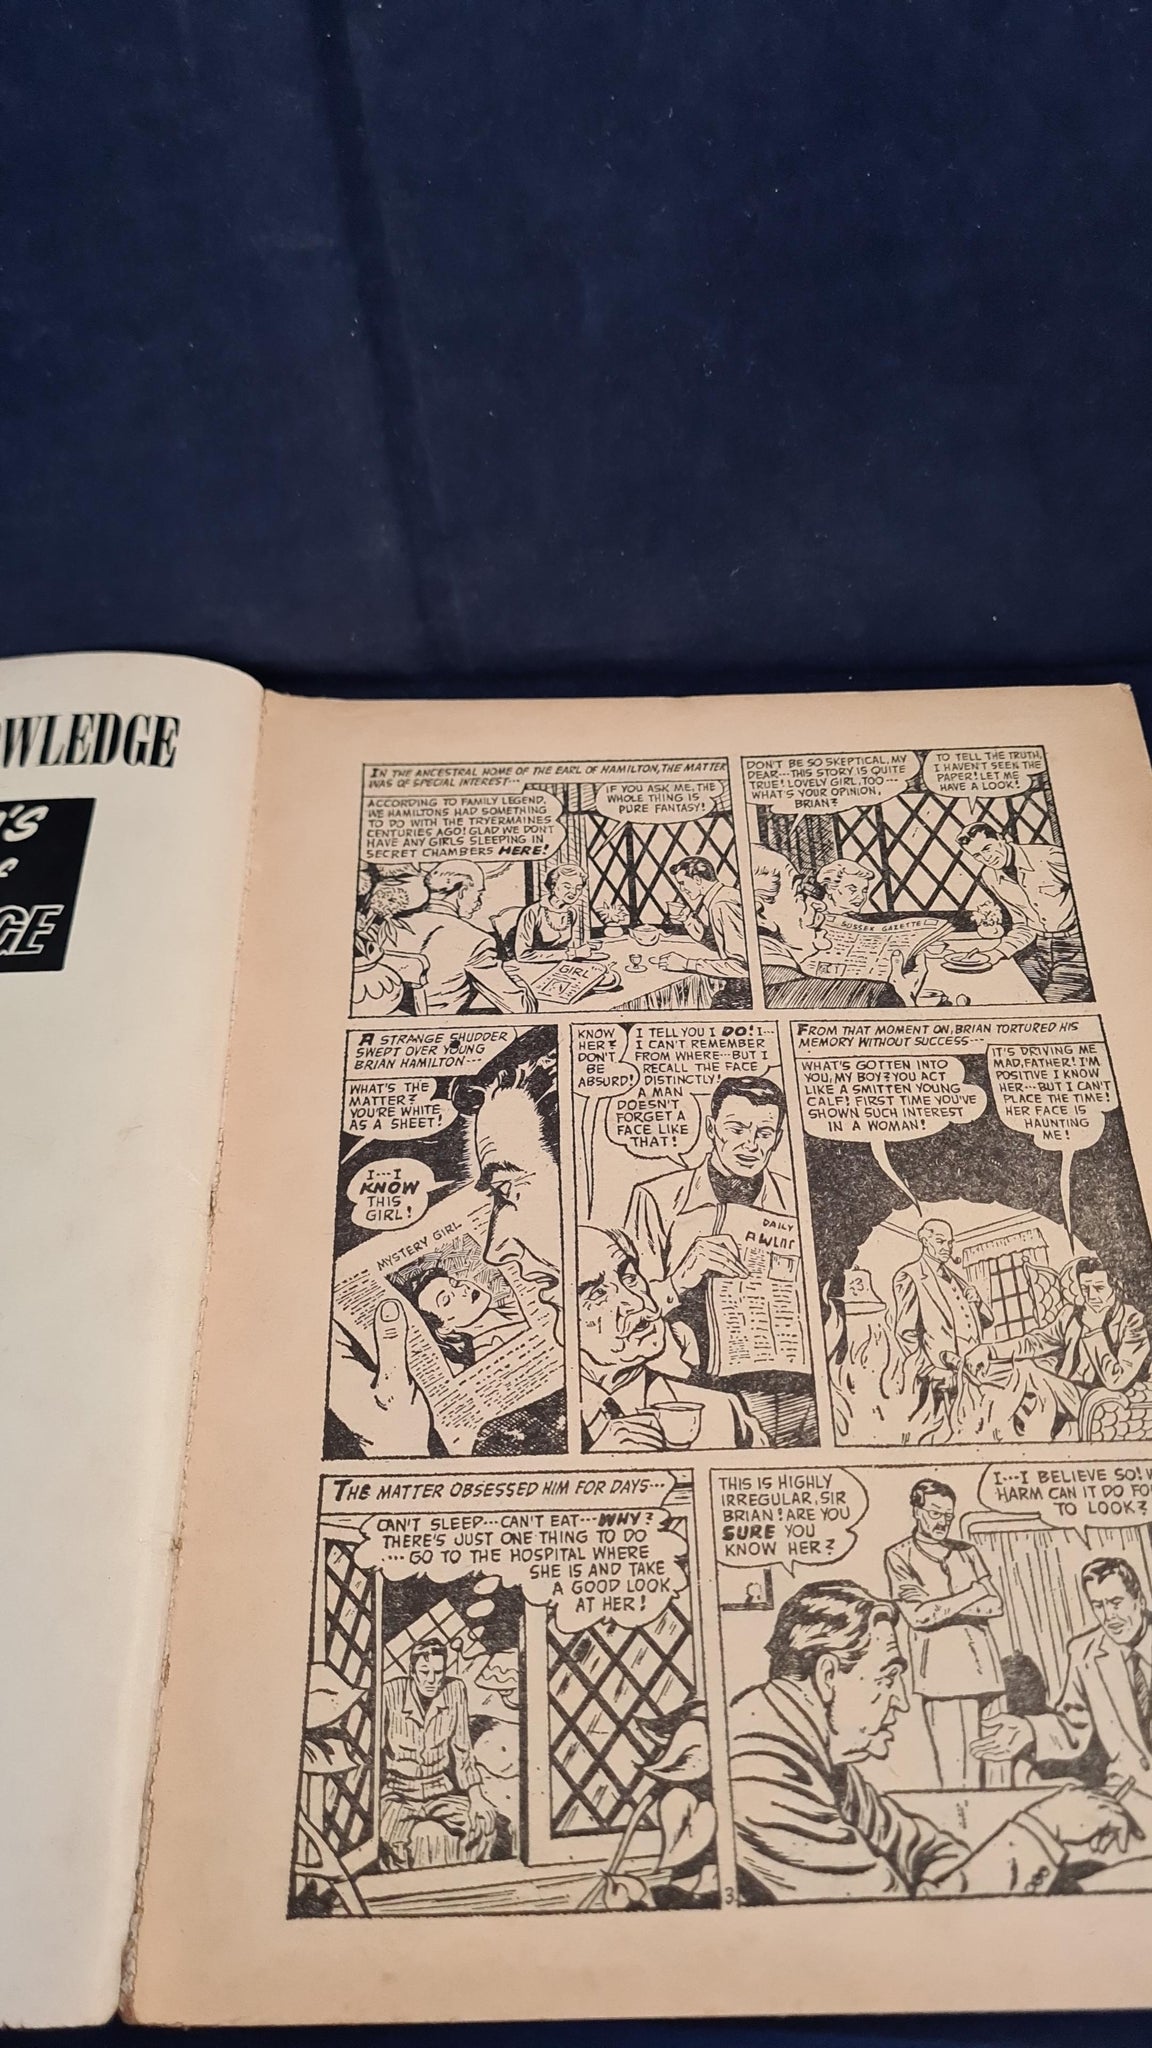 OWLEDGE
'S
GE
IN THE ANCESTRAL HOME OF THE EARL OF HAMILTON, THE MATTER
WAS OF SPECIAL INTEREST---
ACCORDING TO FAMILY LEGEND,
WE HAMILTONS HAD SOMETHING
TO DO WITH THE TRYERMAINES
CENTURIES AGO! GLAD WE DON'T
HAVE ANY GIRLS SLEEPING IN
SECRET CHAMBERS HERE!
IF YOU ASK ME, THE
WHOLE THING IS
PURE FANTASY!
GIRL
DON'T BE SO SKEPTICAL, MY
DEAR---THIS STORY IS QUITE
TRUE! LOVELY GIRL, TOO---
WHAT'S YOUR OPINION,
BRIAN?
TO TELL THE TRUTH,
I HAVEN'T SEEN THE
PAPER! LET ME
HAVE A LOOK!
SUSSEX GAZETTE
A STRANGE SHUDDER
SWEPT OVER YOUNG
BRIAN HAMILTON---
WHAT'S THE
MATTER?
YOU'RE WHITE
AS A SHEET!
I---I
KNOW
THIS
GIRL!
MYSTERY GIRL
KNOW
HER?
DON'T
BE
ABSURD!
I TELL YOU I DO! I---
I CAN'T REMEMBER
FROM WHERE---BUT I
RECALL THE FACE
DISTINCTLY!
A MAN
DOESN'T
FORGET A
FACE LIKE
THAT!
DAILY
FROM THAT MOMENT ON, BRIAN TORTURED HIS
MEMORY WITHOUT SUCCESS---
WHAT'S GOTTEN INTO
YOU, MY BOY? YOU ACT
LIKE A SMITTEN YOUNG
CALF! FIRST TIME YOU'VE
SHOWN SUCH INTEREST
IN A WOMAN!
IT'S DRIVING ME
MAD, FATHER! I'M
POSITIVE I KNOW
HER---BUT I CAN'T
PLACE THE TIME!
HER FACE IS
HAUNTING
ME!
THE MATTER OBSESSED HIM FOR DAYS---
CAN'T SLEEP---CAN'T EAT---WHY?
THERE'S JUST ONE THING TO DO
---GO TO THE HOSPITAL WHERE
SHE IS AND TAKE
A GOOD LOOK
AT HER!
THIS IS HIGHLY
IRREGULAR, SIR
BRIAN! ARE YOU
SURE YOU
KNOW HER?
I---I BELIEVE SO! W
HARM CAN IT DO FO
TO LOOK?
3